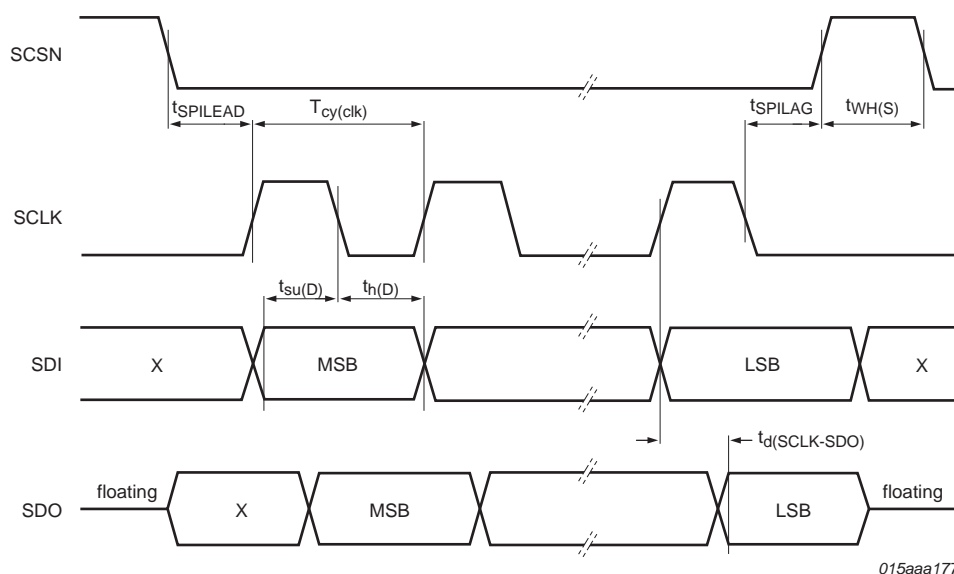 SCSN
tSPILEAD
Tcy(clk)
tSPILAG
tWH(S)
SCLK
tsu(D)
th(D)
SDI
X
MSB
LSB
X
td(SCLK-SDO)
SDO
floating
X
MSB
LSB
floating
015aaa177